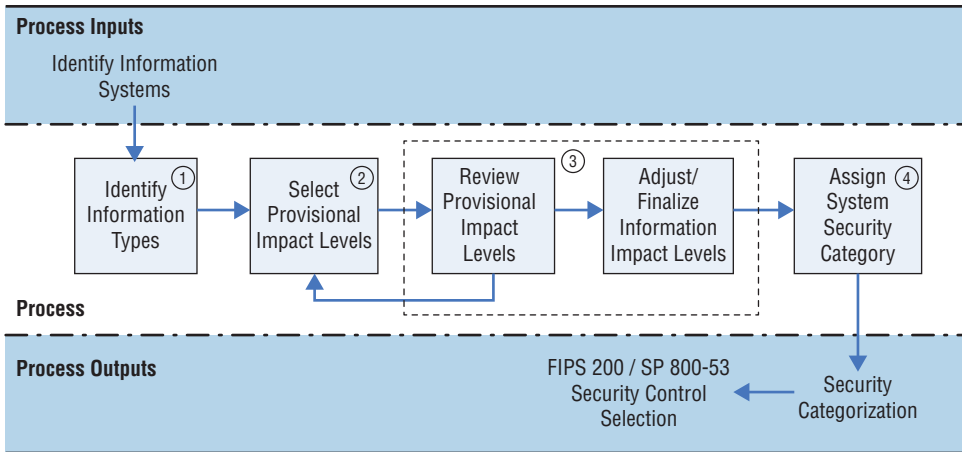 Process Inputs
Identify Information
Systems
1
Identify
Information
Types
2
Select
Provisional
Impact Levels
3
Review
Provisional
Impact
Levels
Adjust/
Finalize
Information
Impact Levels
4
Assign
System
Security
Category
Process
Process Outputs
FIPS 200 / SP 800-53
Security Control
Selection
Security
Categorization